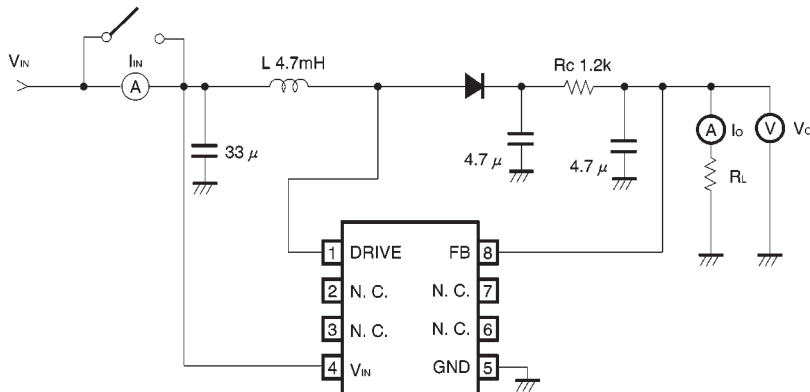 VIN
IIN
A
L 4.7mH
Rc 1.2k
33 μ
4.7 μ
4.7 μ
A
Io
V
RL
1 DRIVE FB 8
2 N. C. N. C. 7
3 N. C. N. C. 6
4 VIN GND 5